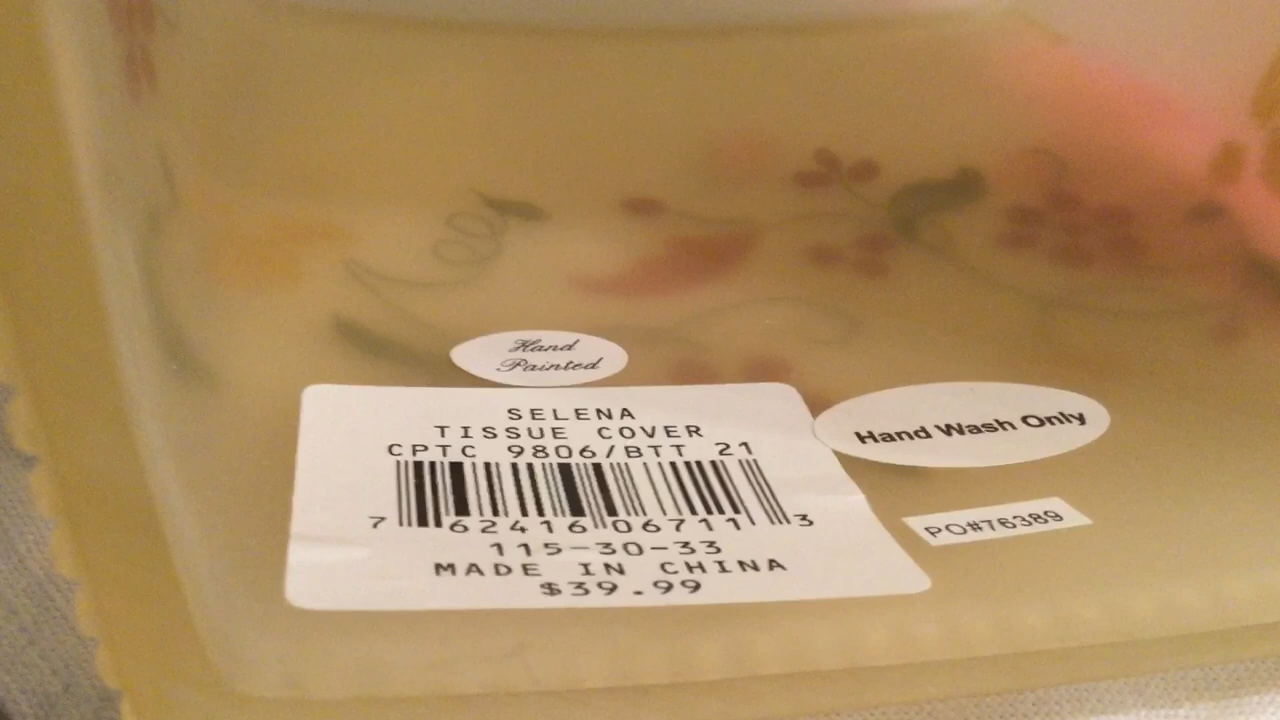 Hand
Painted
SELENA
TISSUE COVER
CPTC 9806/BTT 21
7 62416 06711 3
115-30-33
MADE IN CHINA
$39.99
Hand Wash Only
PO#76389